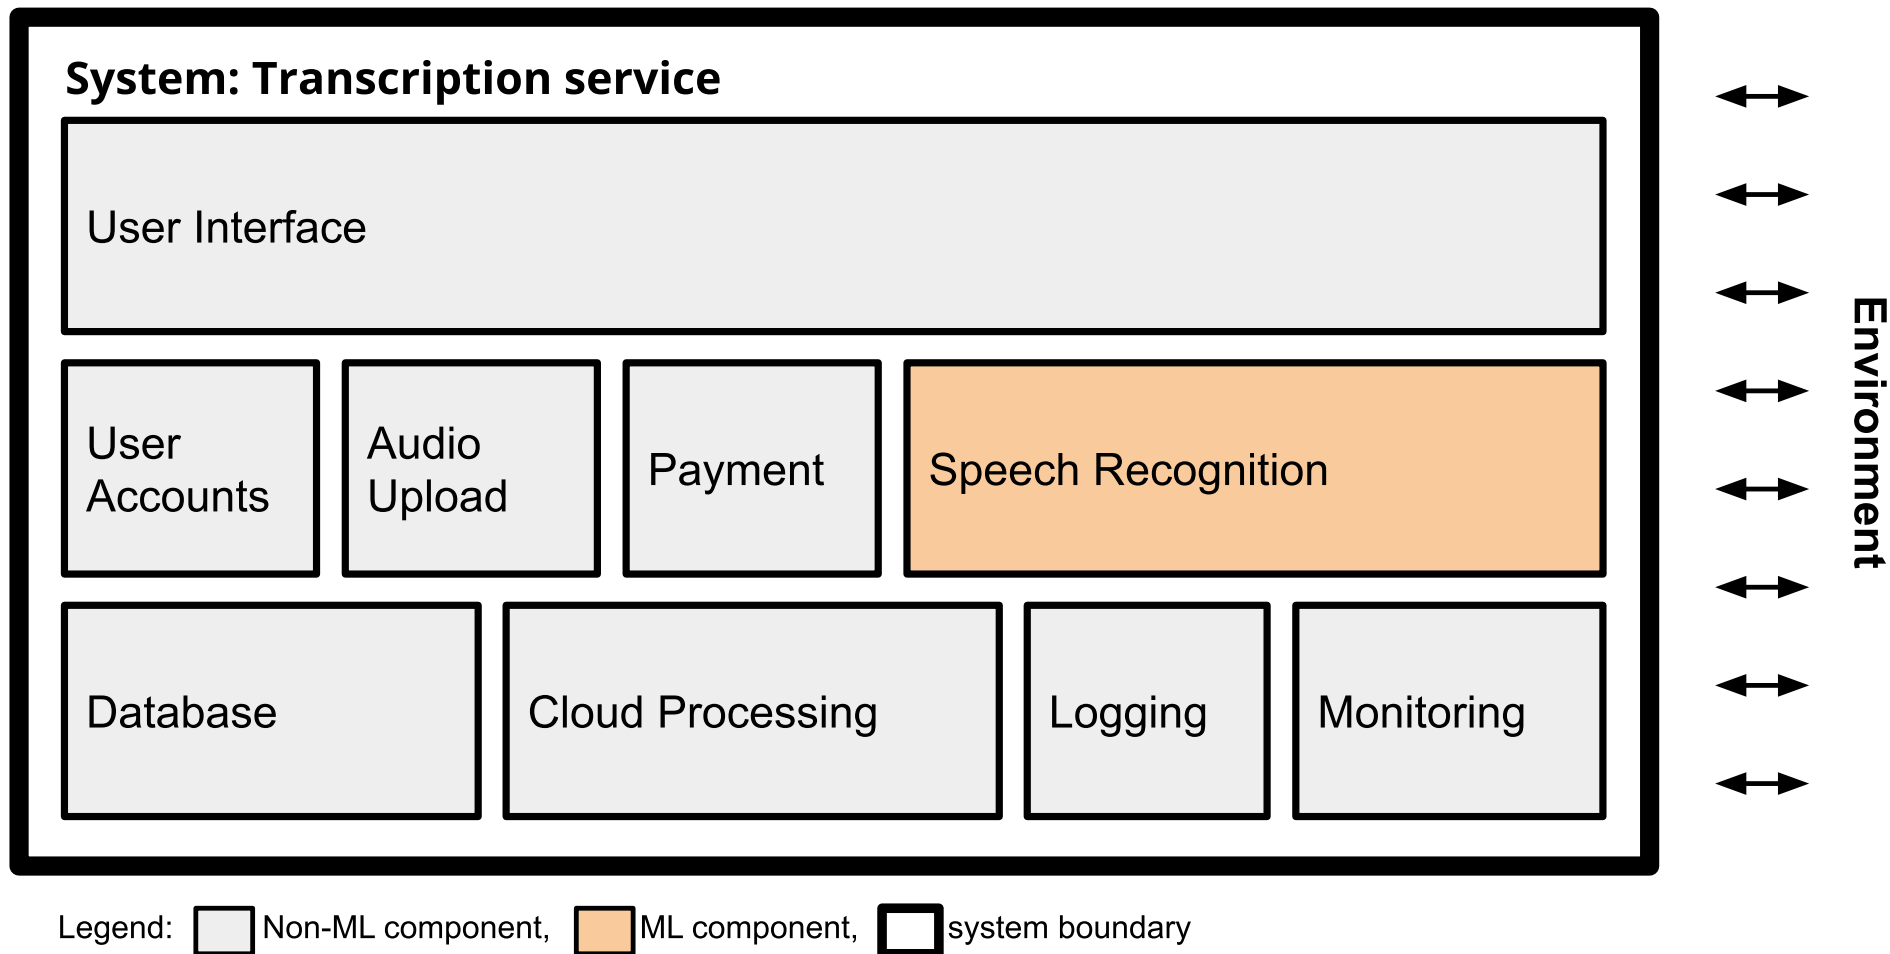 System: Transcription service
User Interface
User
Accounts
Audio
Upload
Payment
Speech Recognition
Database
Cloud Processing
Logging
Monitoring
Environment
Legend: Non-ML component, ML component, system boundary